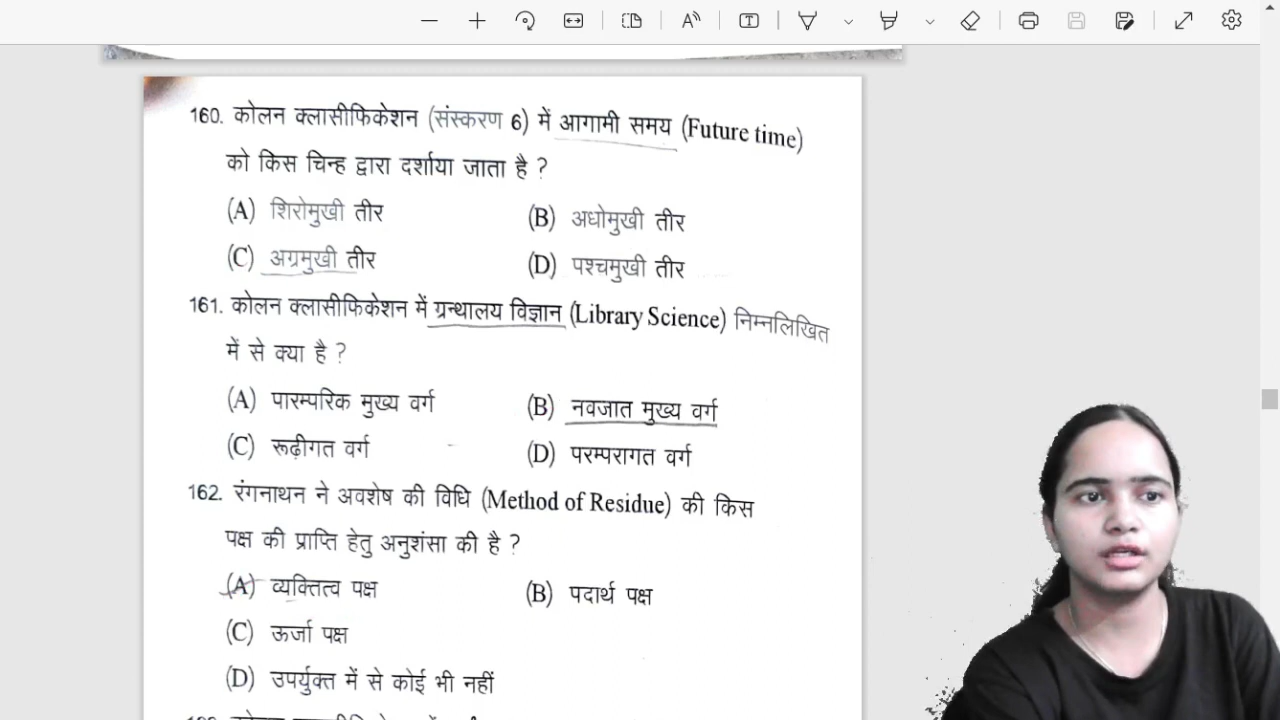 160. कोलन क्लासीफिकेशन (संस्करण 6) में आगामी समय (Future time)
को किस चिन्ह द्वारा दर्शाया जाता है ?
(A) शिरोमुखी तीर (B) अधोमुखी तीर
(C) अग्रमुखी तीर (D) पश्चमुखी तीर
161. कोलन क्लासीफिकेशन में ग्रन्थालय विज्ञान (Library Science) निम्नलिखित
में से क्या है ?
(A) पारम्परिक मुख्य वर्ग (B) नवजात मुख्य वर्ग
(C) रूढ़ीगत वर्ग (D) परम्परागत वर्ग
162. रंगनाथन ने अवशेष की विधि (Method of Residue) की किस
पक्ष की प्राप्ति हेतु अनुशंसा की है ?
(A) व्यक्तित्व पक्ष (B) पदार्थ पक्ष
(C) ऊर्जा पक्ष
(D) उपर्युक्त में से कोई भी नहीं